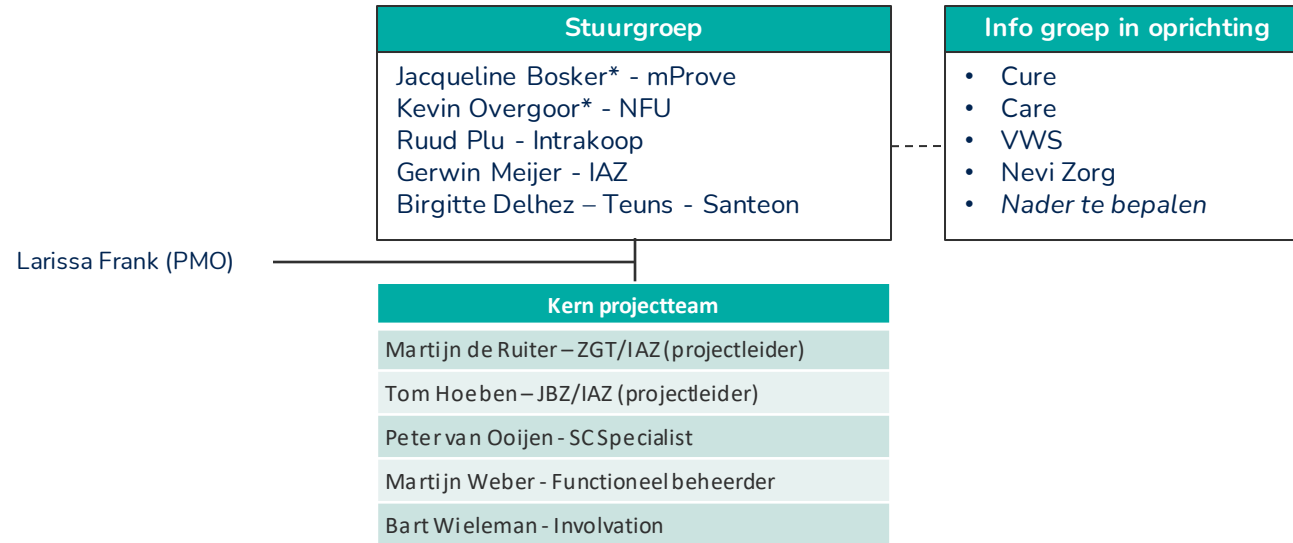 Stuurgroep
Jacqueline Bosker* - mProve
Kevin Overgoor* - NFU
Ruud Plu - Intrakoop
Gerwin Meijer - IAZ
Birgitte Delhez – Teuns - Santeon
Info groep in oprichting
• Cure
• Care
• VWS
• Nevi Zorg
• Nader te bepalen
Larissa Frank (PMO)
Kern projectteam
Martijn de Ruiter – ZGT/IAZ (projectleider)
Tom Hoeben – JBZ/IAZ (projectleider)
Peter van Ooijen - SC Specialist
Martijn Weber - Functioneel beheerder
Bart Wieleman - Involvation